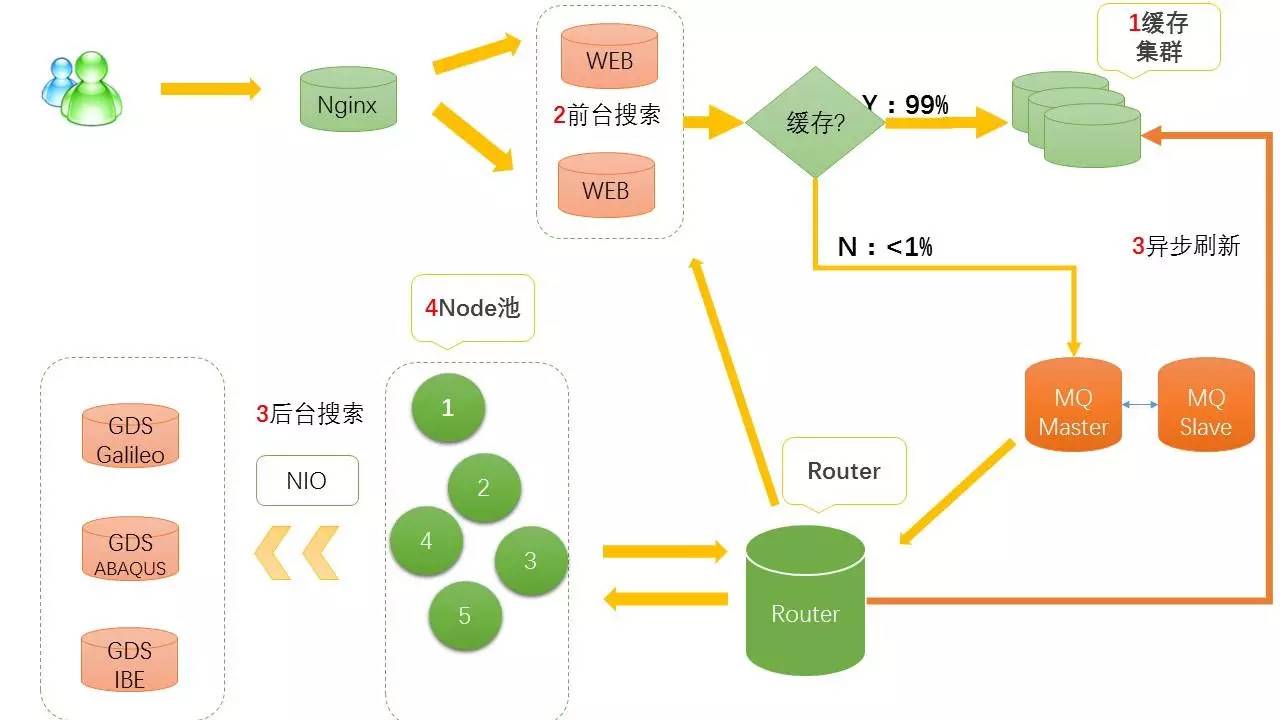 1缓存
集群
WEB
Nginx
2前台搜索
缓存?
Y：99%
WEB
N：<1%
3异步刷新
4Node池
1
2
4
3
5
3后台搜索
NIO
GDS
Galileo
GDS
ABAQUS
GDS
IBE
MQ
Master
MQ
Slave
Router
Router